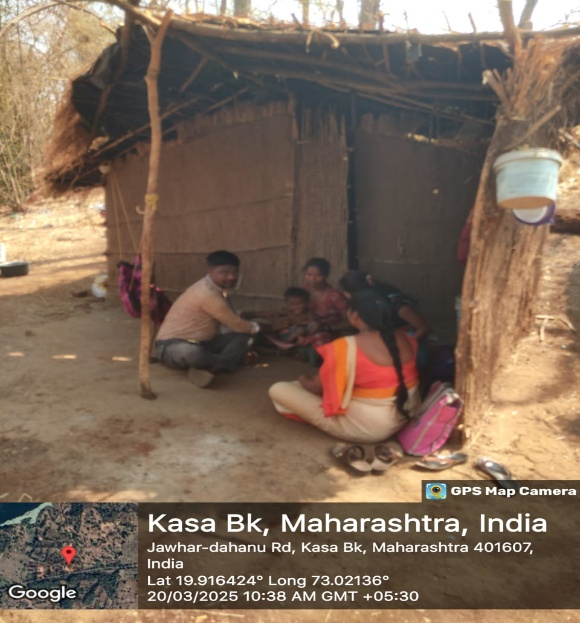 GPS Map Camera
Kasa Bk, Maharashtra, India
Jawhar-dahanu Rd, Kasa Bk, Maharashtra 401607,
India
Lat 19.916424° Long 73.02136°
20/03/2025 10:38 AM GMT +05:30
Google